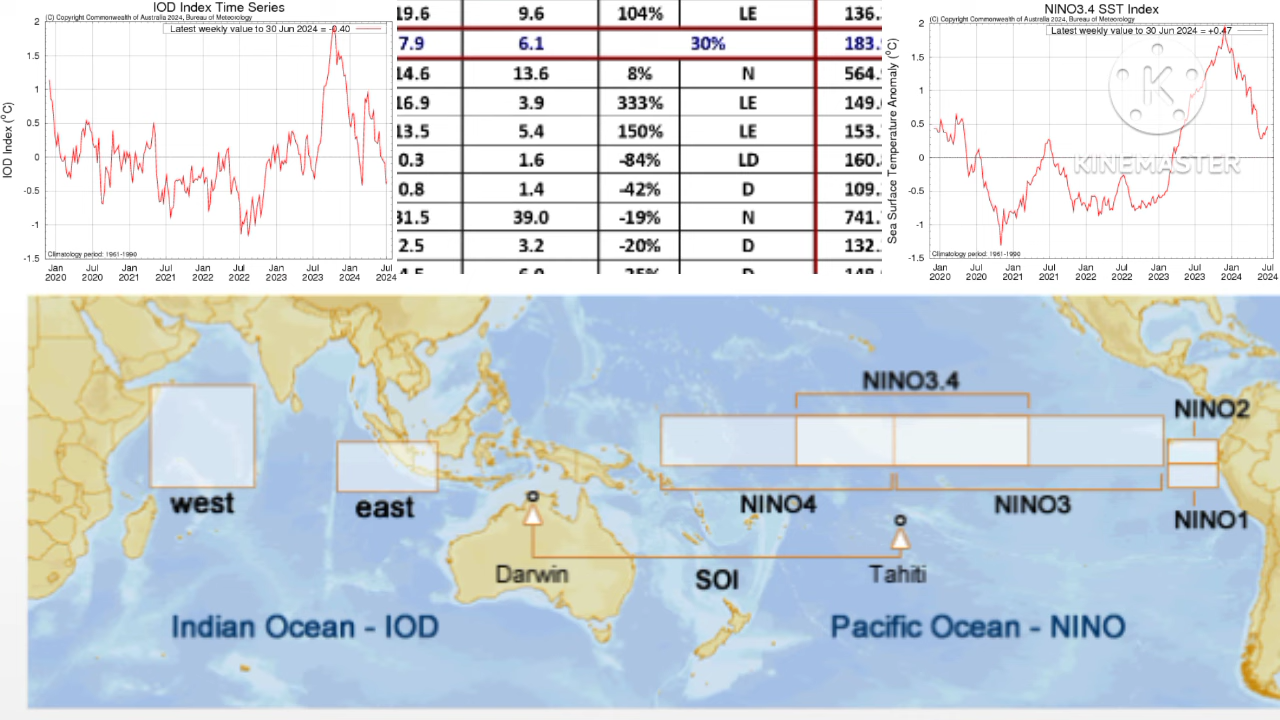 IOD Index Time Series
(C) Copyright Commonwealth of Australia 2024, Bureau of Meteorology
Latest weekly value to 30 Jun 2024 = -0.40
IOD Index (°C)
2
1.5
1
0.5
0
-0.5
-1
-1.5
Climatology period: 1961-1990
Jan Jul Jan Jul Jan Jul Jan Jul Jan Jul
2020 2020 2021 2021 2022 2022 2023 2023 2024 2024
19.6 9.6 104% LE 136.
7.9 6.1 30% 183.
14.6 13.6 8% N 564.
16.9 3.9 333% LE 149.
13.5 5.4 150% LE 153.
0.3 1.6 -84% LD 160.
0.8 1.4 -42% D 109.
31.5 39.0 -19% N 741.
2.5 3.2 -20% D 132.
NINO3.4 SST Index
(C) Copyright Commonwealth of Australia 2024, Bureau of Meteorology
Latest weekly value to 30 Jun 2024 = +0.47
Sea Surface Temperature Anomaly (°C)
2
1.5
1
0.5
0
-0.5
-1
-1.5
K
KINEMASTER
Climatology period: 1961-1990
Jan Jul Jan Jul Jan Jul Jan Jul Jan Jul
2020 2020 2021 2021 2022 2022 2023 2023 2024 2024
NINO3.4
NINO2
west
east
NINO4
NINO3
NINO1
Darwin
SOI
Tahiti
Indian Ocean - IOD
Pacific Ocean - NINO